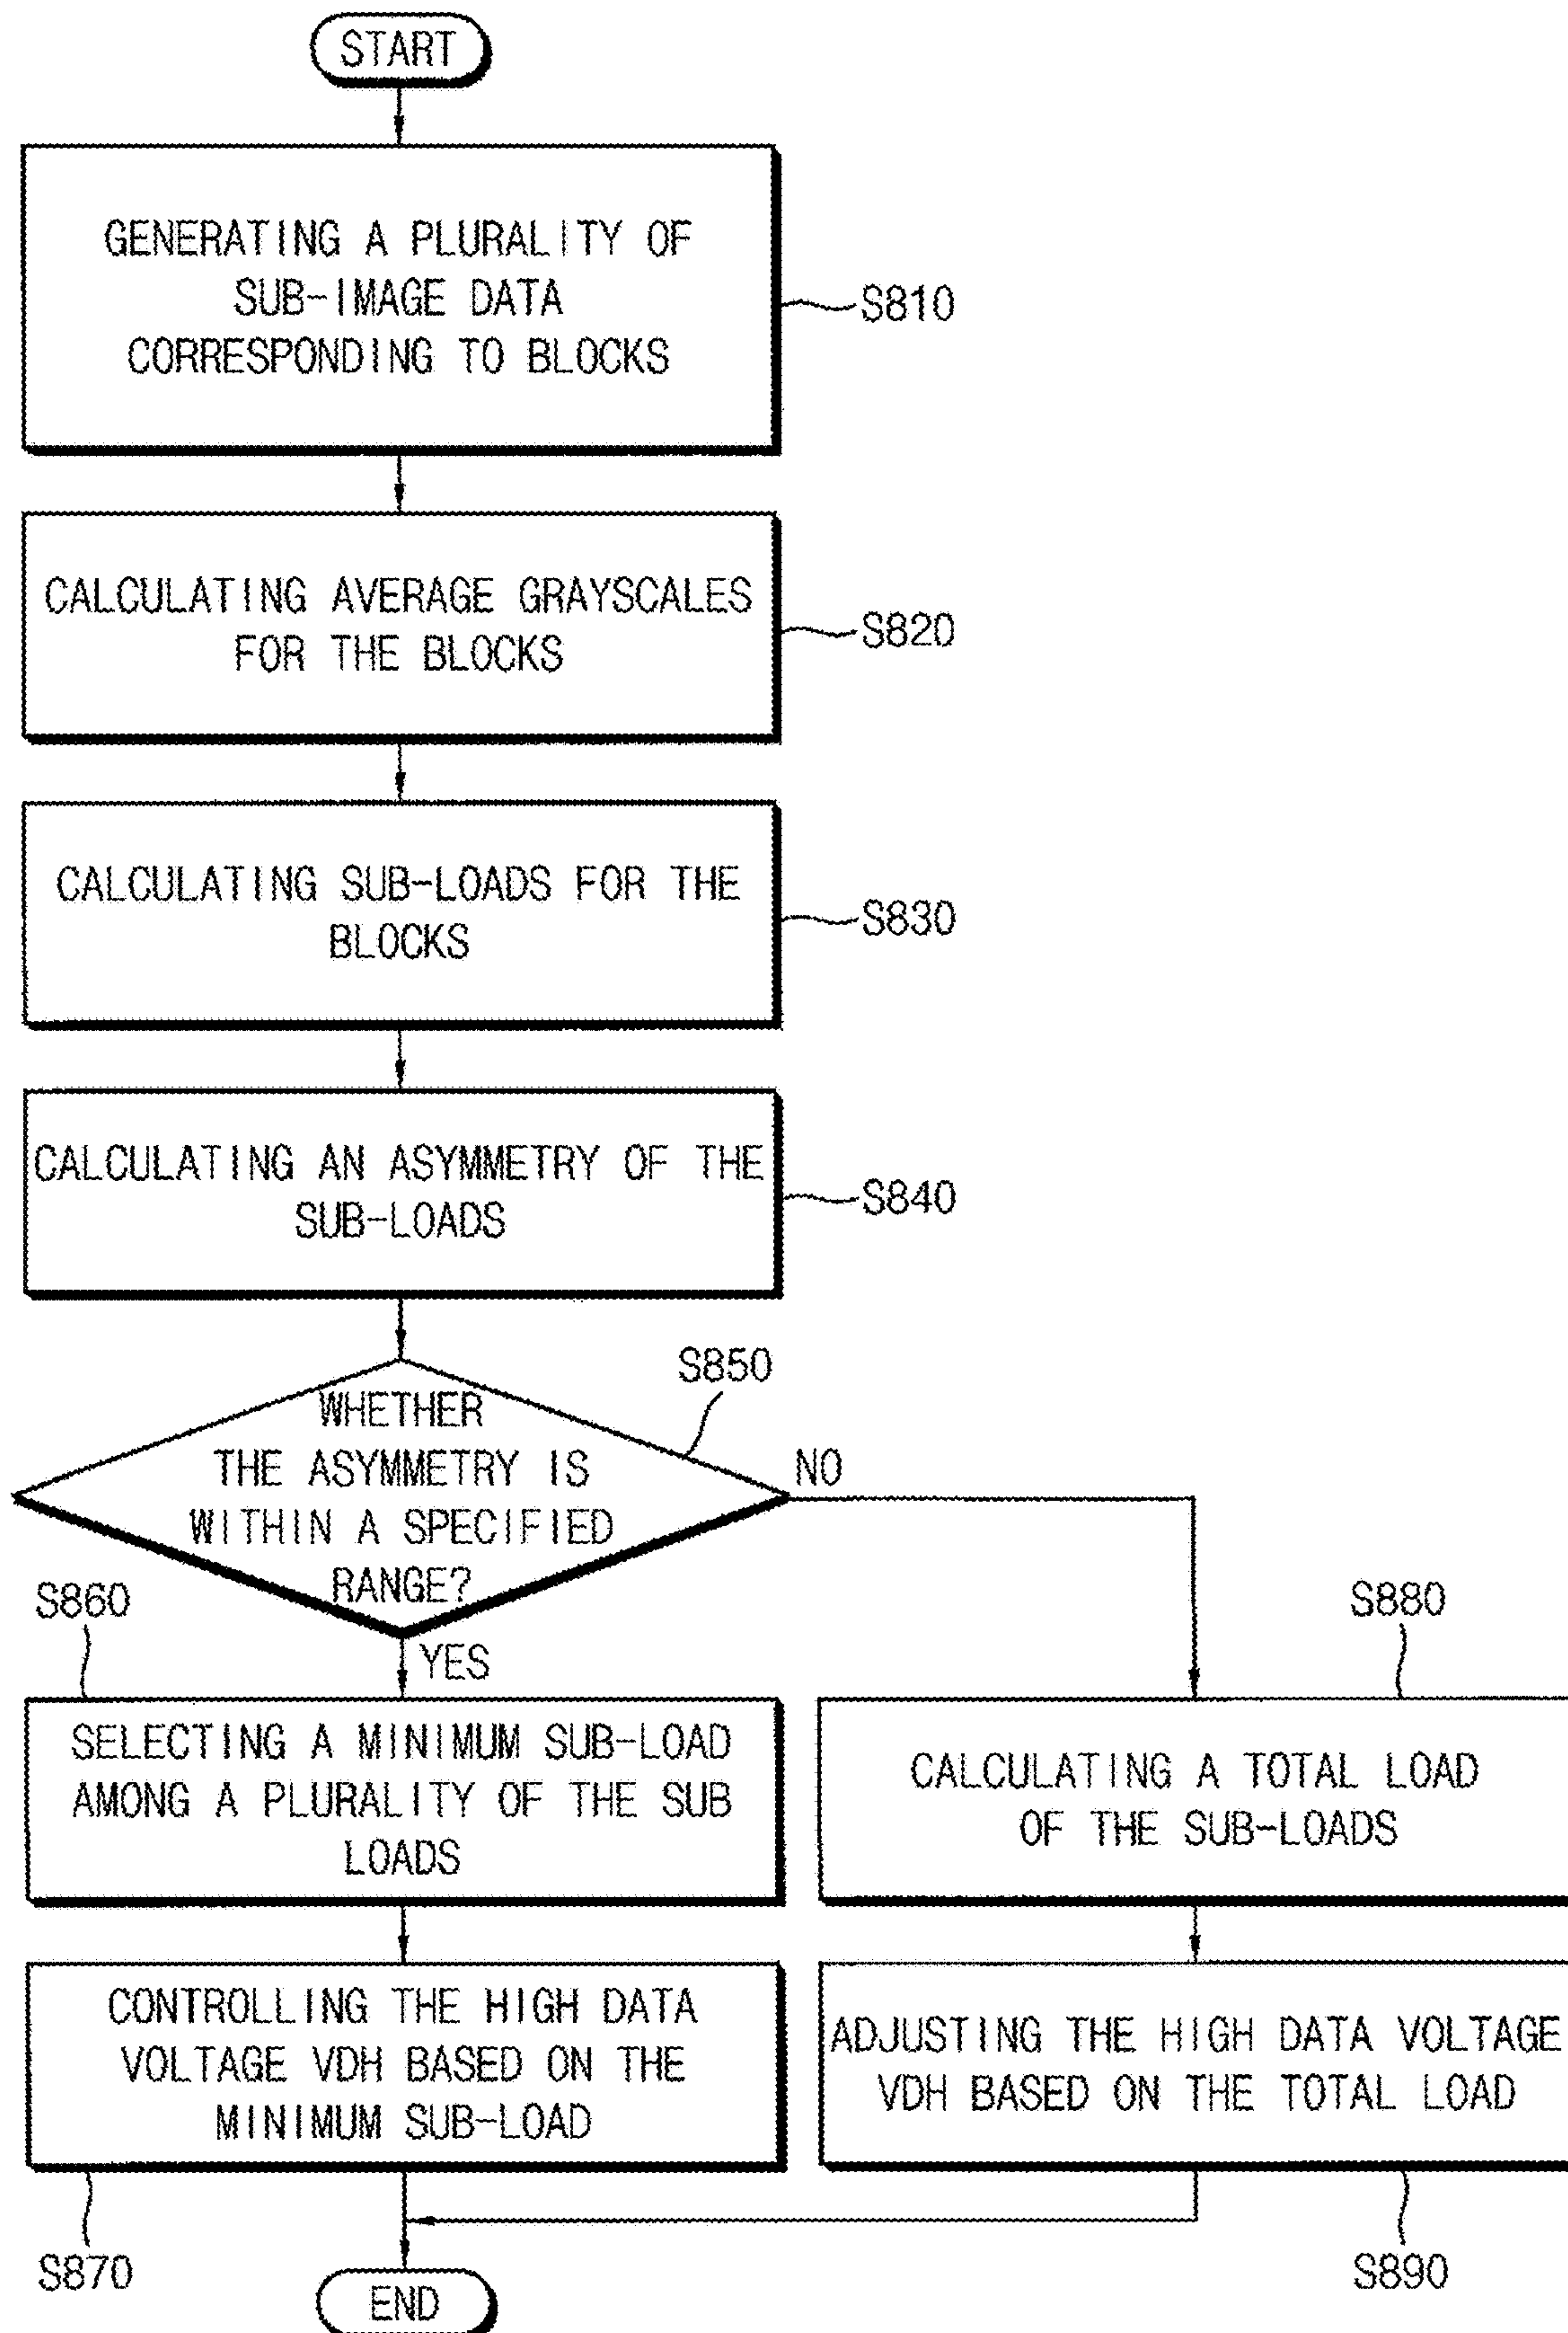 START
GENERATING A PLURALITY OF
SUB-IMAGE DATA
CORRESPONDING TO BLOCKS
S810
CALCULATING AVERAGE GRAYSCALES
FOR THE BLOCKS
S820
CALCULATING SUB-LOADS FOR THE
BLOCKS
S830
CALCULATING AN ASYMMETRY OF THE
SUB-LOADS
S840
S850
WHETHER
THE ASYMMETRY IS
WITHIN A SPECIFIED
RANGE?
NO
YES
S860
SELECTING A MINIMUM SUB-LOAD
AMONG A PLURALITY OF THE SUB
LOADS
S880
CALCULATING A TOTAL LOAD
OF THE SUB-LOADS
CONTROLLING THE HIGH DATA
VOLTAGE VDH BASED ON THE
MINIMUM SUB-LOAD
S870
ADJUSTING THE HIGH DATA VOLTAGE
VDH BASED ON THE TOTAL LOAD
S890
END